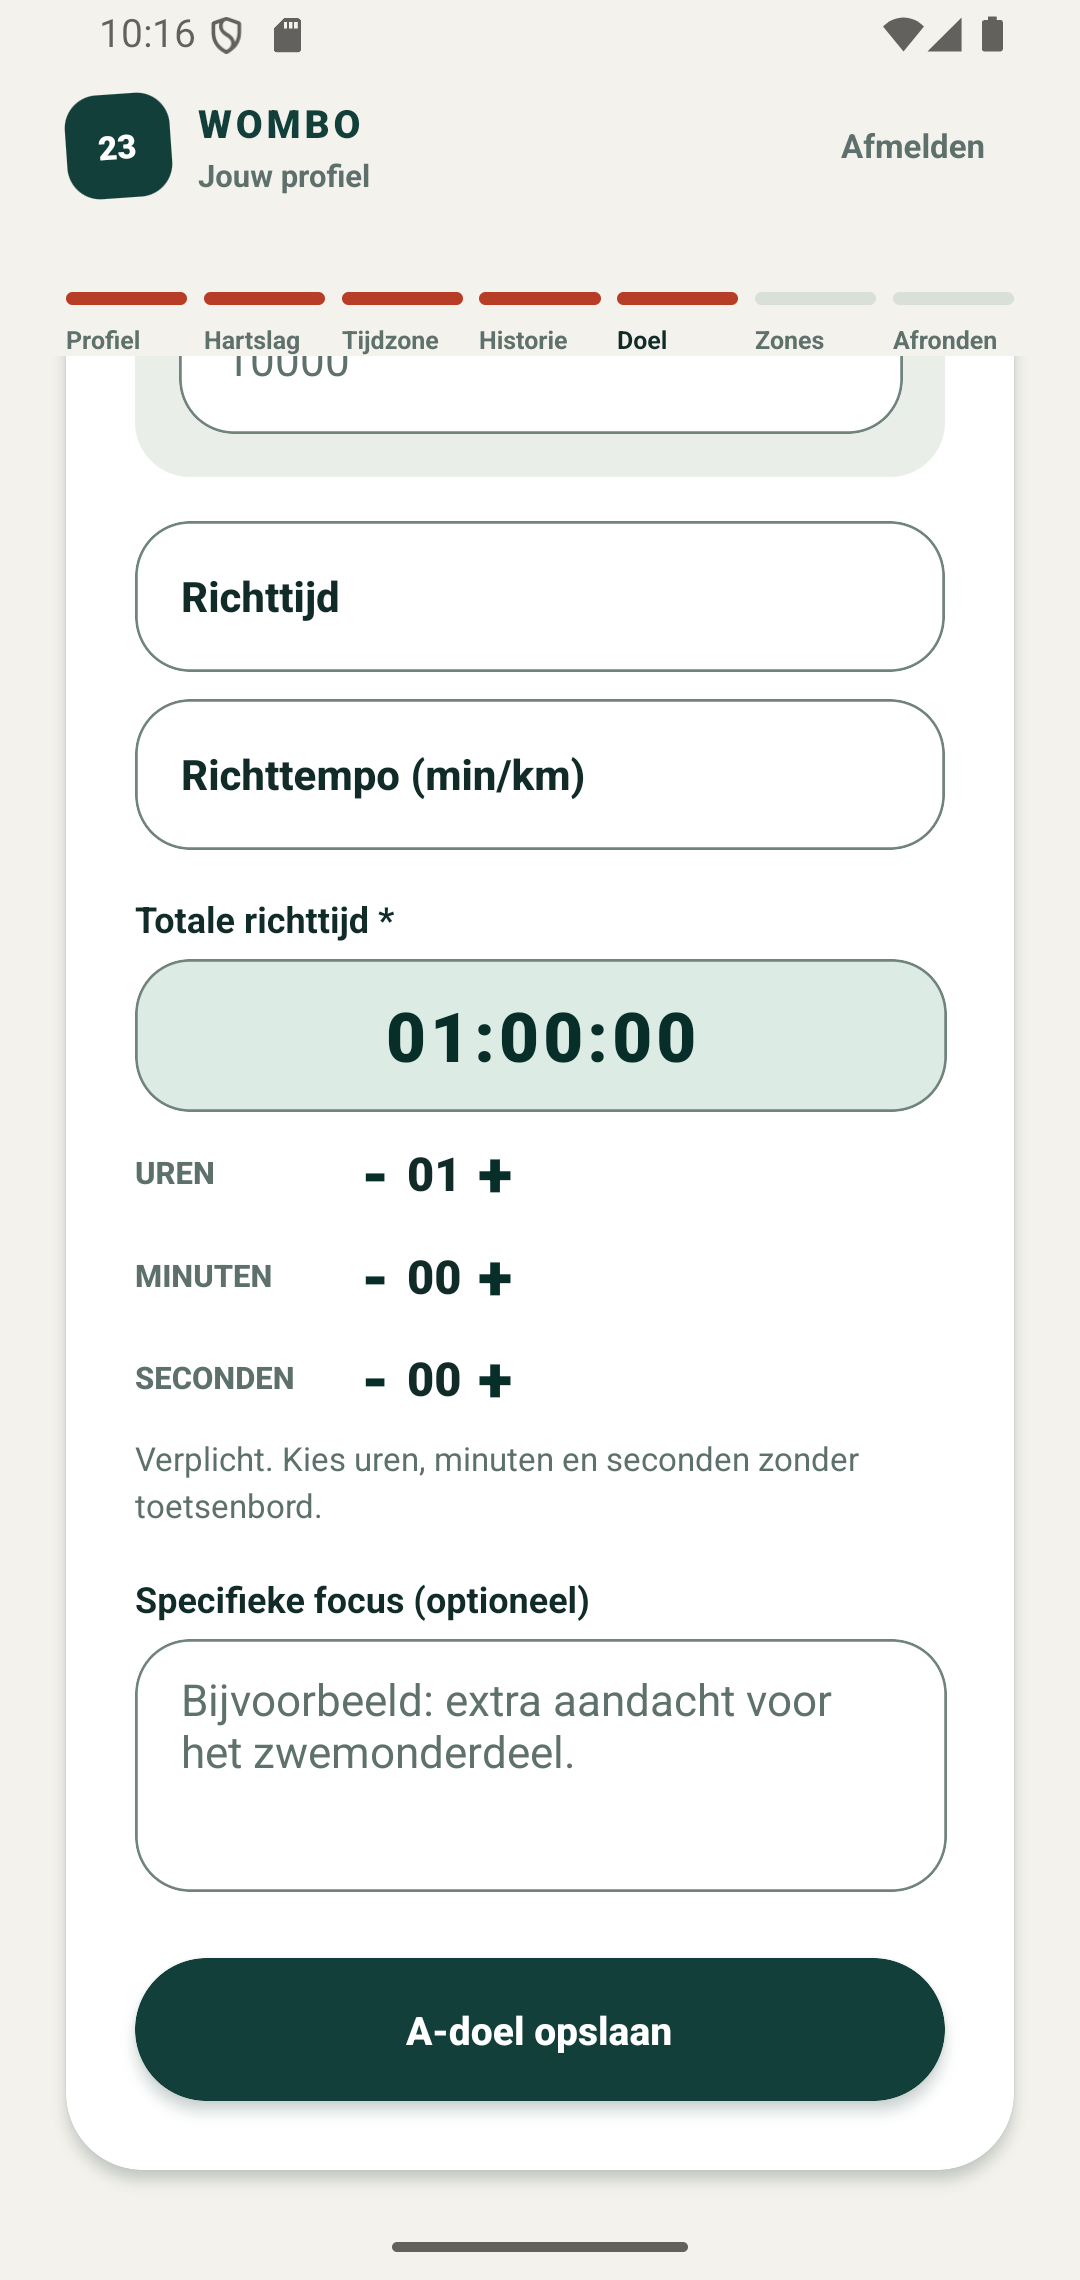 10:16
23
WOMBO
Jouw profiel
Afmelden
Profiel
Hartslag
Tijdzone
Historie
Doel
Zones
Afronden
10000
Richttijd
Richttempo (min/km)
Totale richttijd *
01:00:00
UREN
- 01 +
MINUTEN
- 00 +
SECONDEN
- 00 +
Verplicht. Kies uren, minuten en seconden zonder
toetsenbord.
Specifieke focus (optioneel)
Bijvoorbeeld: extra aandacht voor
het zwemonderdeel.
A-doel opslaan